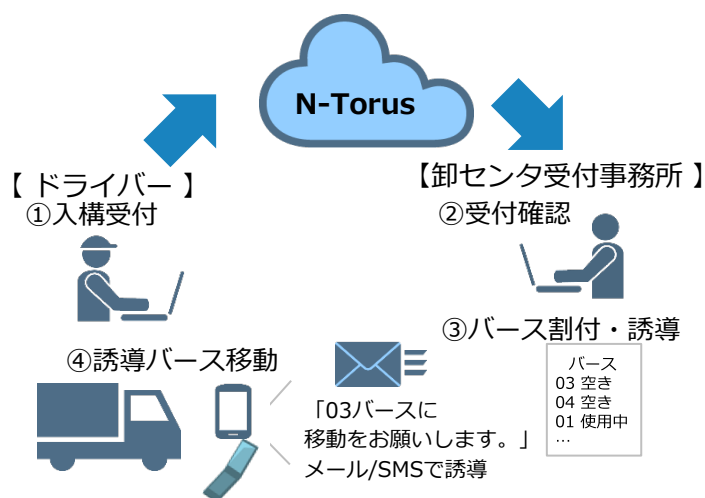 N-Torus
【 ドライバー 】
①入構受付
【卸センタ受付事務所 】
②受付確認
③バース割付・誘導
バース
03 空き
04 空き
01 使用中
…
④誘導バース移動
「03バースに
移動をお願いします。」
メール/SMSで誘導